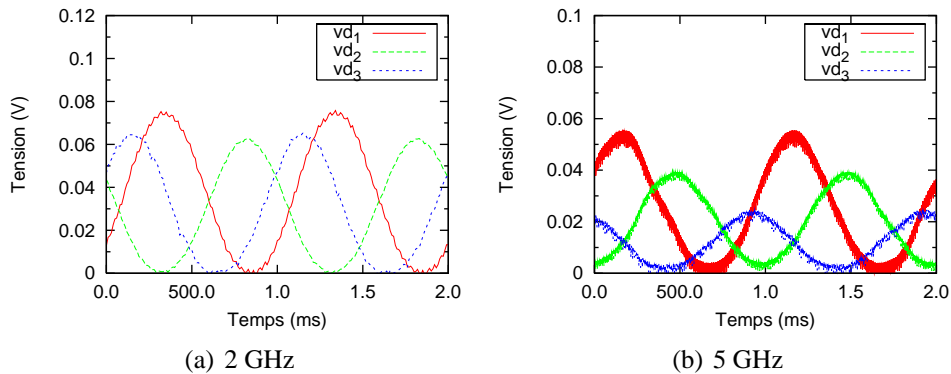 0.12
0.1
0.08
0.06
0.04
0.02
0
Tension (V)
vd1
vd2
vd3
0.0 500.0 1.0 1.5 2.0
Temps (ms)
(a) 2 GHz
0.1
0.08
0.06
0.04
0.02
0
Tension (V)
vd1
vd2
vd3
0.0 500.0 1.0 1.5 2.0
Temps (ms)
(b) 5 GHz